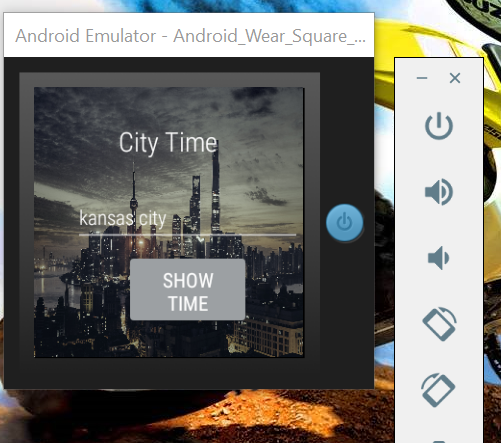 Android Emulator - Android_Wear_Square_...
City Time
kansas city
SHOW
TIME